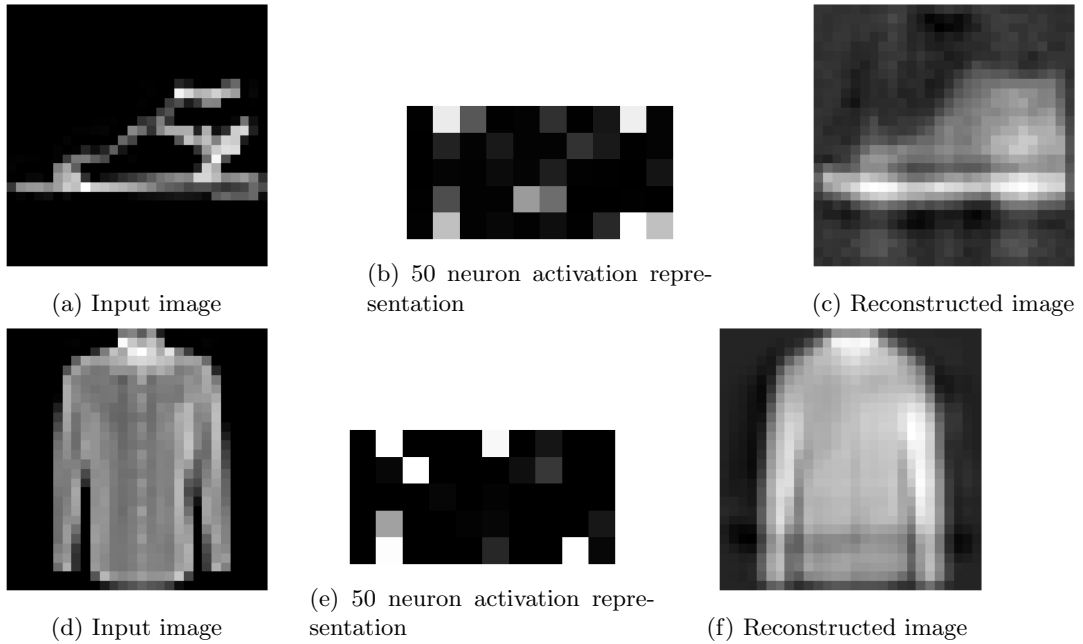 (a) Input image
(b) 50 neuron activation repre-
sentation
(c) Reconstructed image
(d) Input image
(e) 50 neuron activation repre-
sentation
(f) Reconstructed image